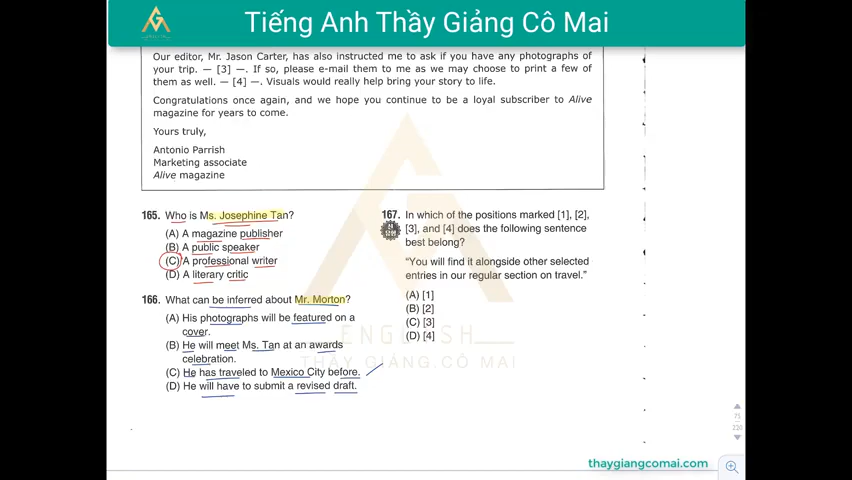 Tiếng Anh Thầy Giảng Cô Mai
Our editor, Mr. Jason Carter, has also instructed me to ask if you have any photographs of
your trip. — [3] —. If so, please e-mail them to me as we may choose to print a few of
them as well. — [4] —. Visuals would really help bring your story to life.
Congratulations once again, and we hope you continue to be a loyal subscriber to Alive
magazine for years to come.
Yours truly,
Antonio Parrish
Marketing associate
Alive magazine
165. Who is Ms. Josephine Tan?
(A) A magazine publisher
(B) A public speaker
(C) A professional writer
(D) A literary critic
166. What can be inferred about Mr. Morton?
(A) His photographs will be featured on a
cover.
(B) He will meet Ms. Tan at an awards
celebration.
(C) He has traveled to Mexico City before.
(D) He will have to submit a revised draft.
167. In which of the positions marked [1], [2],
[3], and [4] does the following sentence
best belong?
"You will find it alongside other selected
entries in our regular section on travel."
(A) [1]
(B) [2]
(C) [3]
(D) [4]
ENGLISH
THẦY GIẢNG.CÔ MAI
75
220
thaygiangcomai.com